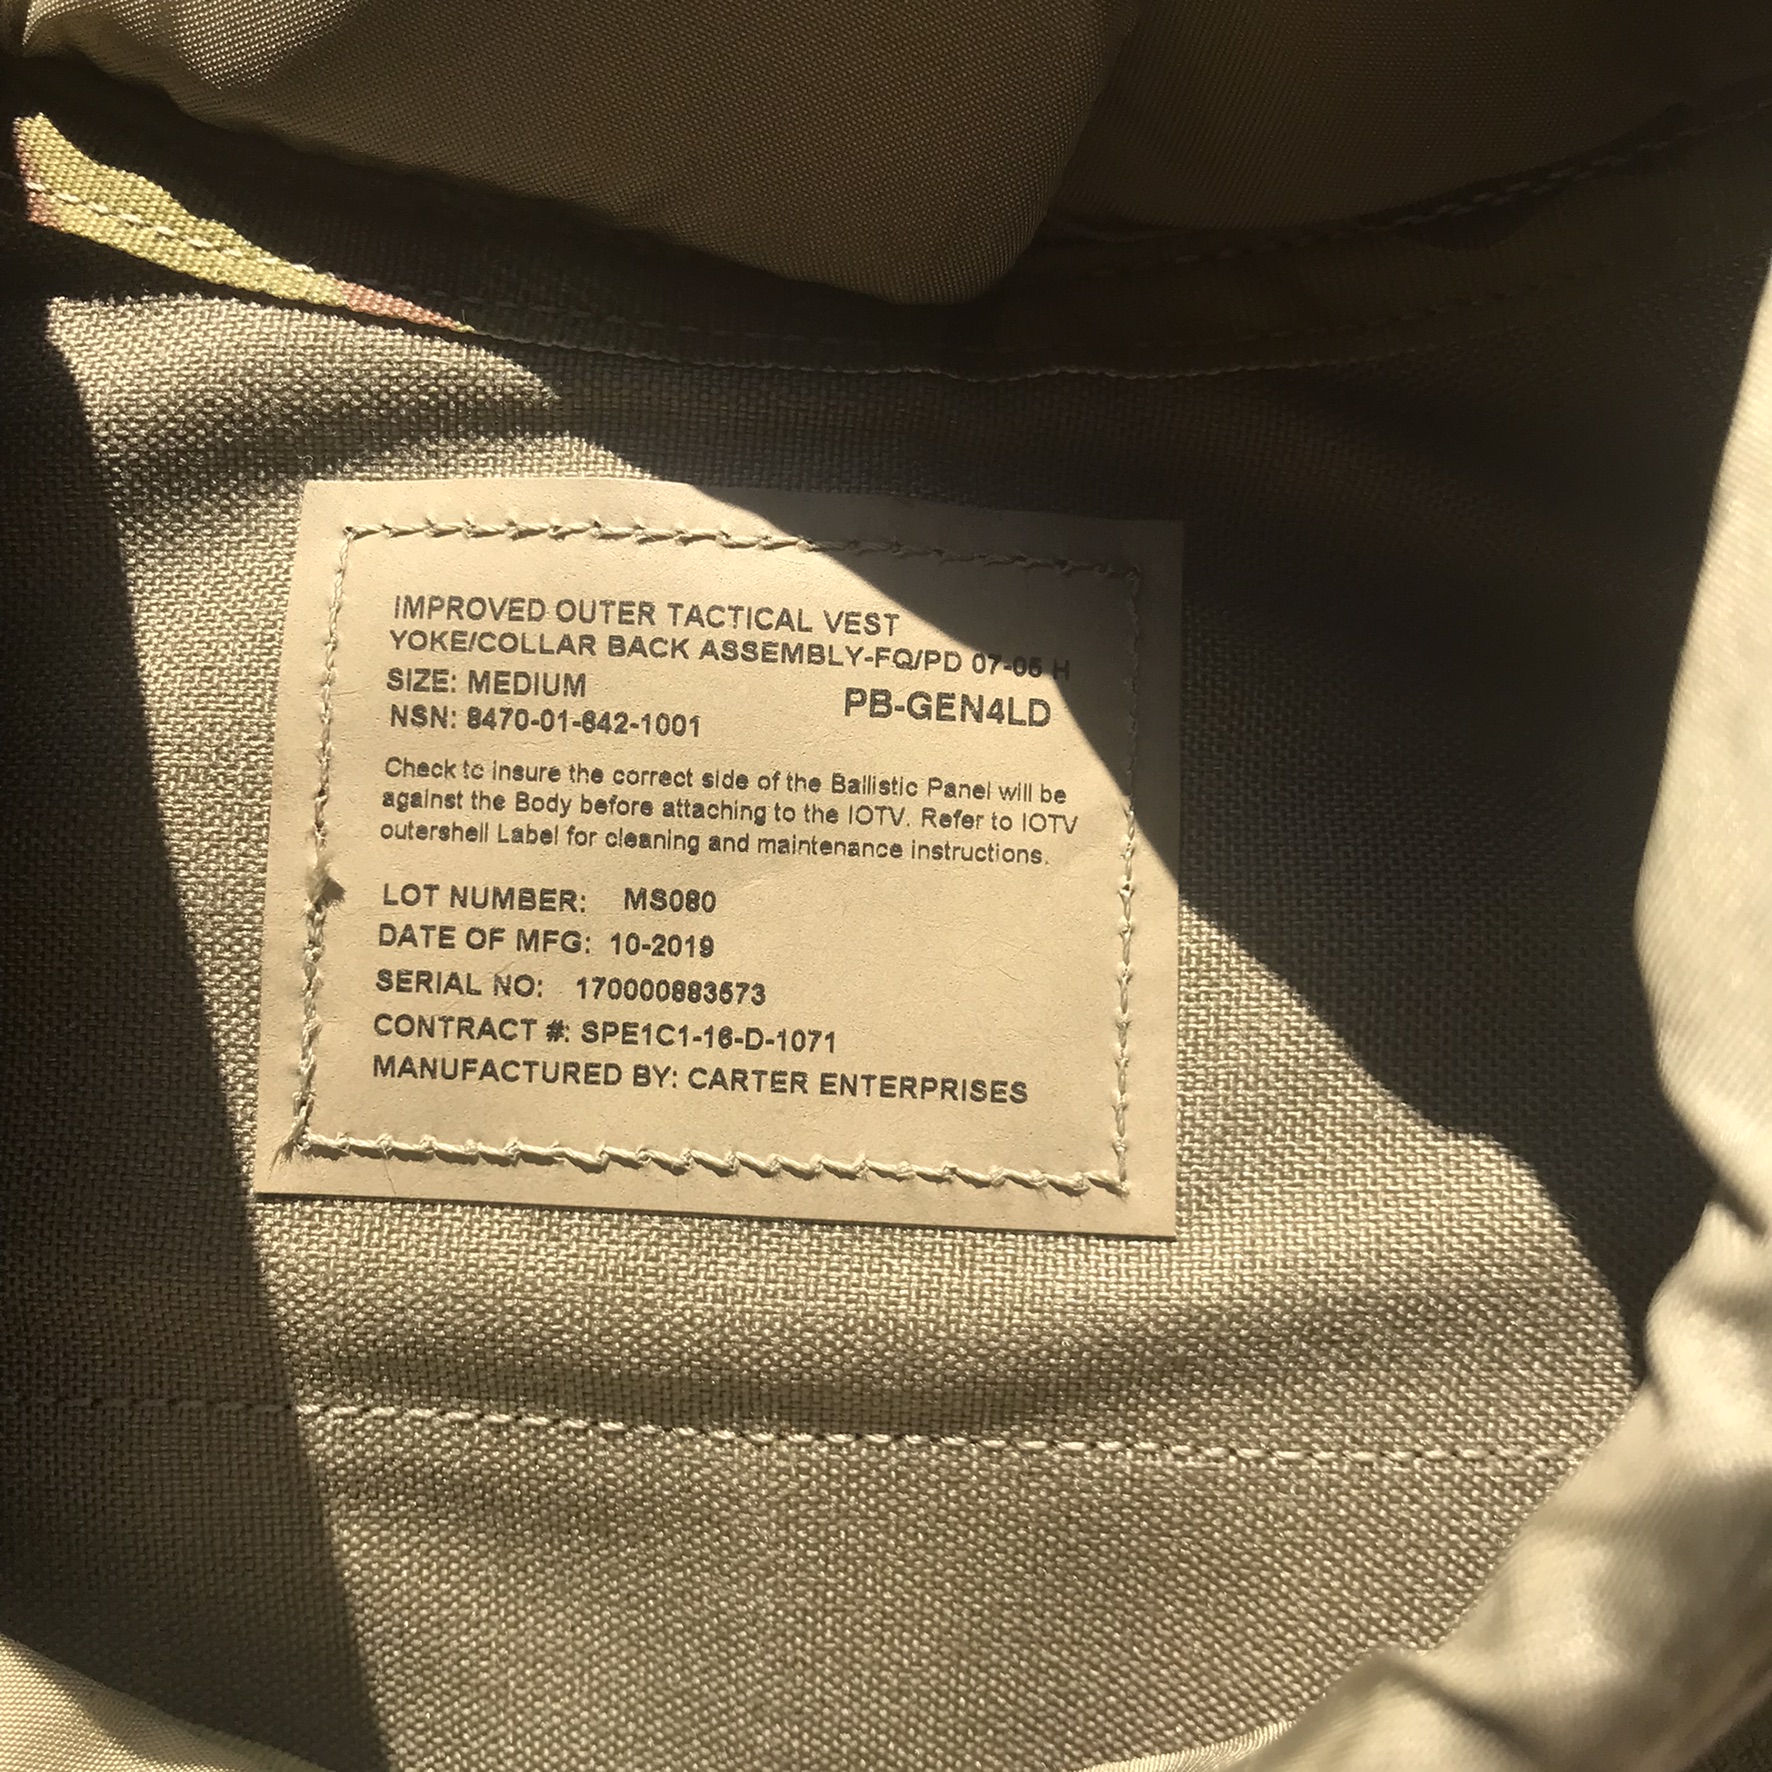 IMPROVED OUTER TACTICAL VEST
YOKE/COLLAR BACK ASSEMBLY-FQ/PD 07-05 H
SIZE: MEDIUM
PB-GEN4LD
NSN: 8470-01-642-1001
Check to insure the correct side of the Ballistic Panel will be
against the Body before attaching to the IOTV. Refer to IOTV
outershell Label for cleaning and maintenance instructions.
LOT NUMBER: MS080
DATE OF MFG: 10-2019
SERIAL NO: 170000883573
CONTRACT #: SPE1C1-16-D-1071
MANUFACTURED BY: CARTER ENTERPRISES